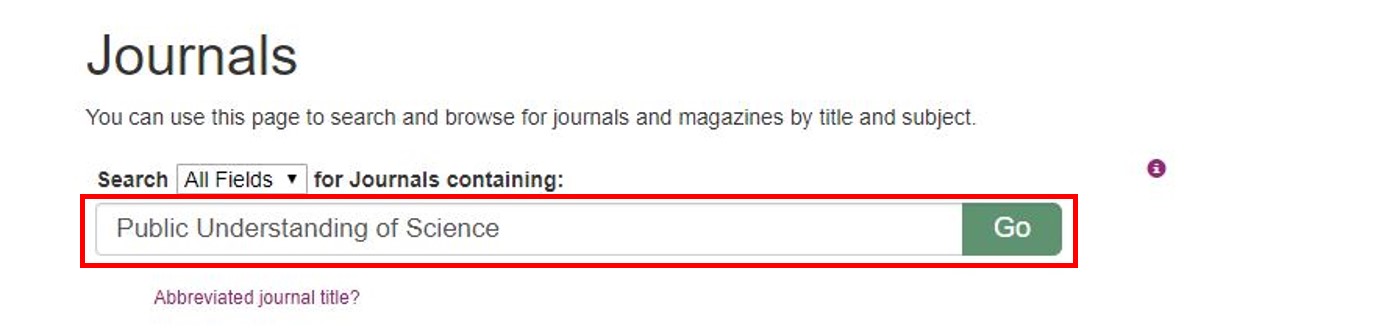 Journals
You can use this page to search and browse for journals and magazines by title and subject.
Search All Fields ▼ for Journals containing:
Public Understanding of Science Go
Abbreviated journal title?